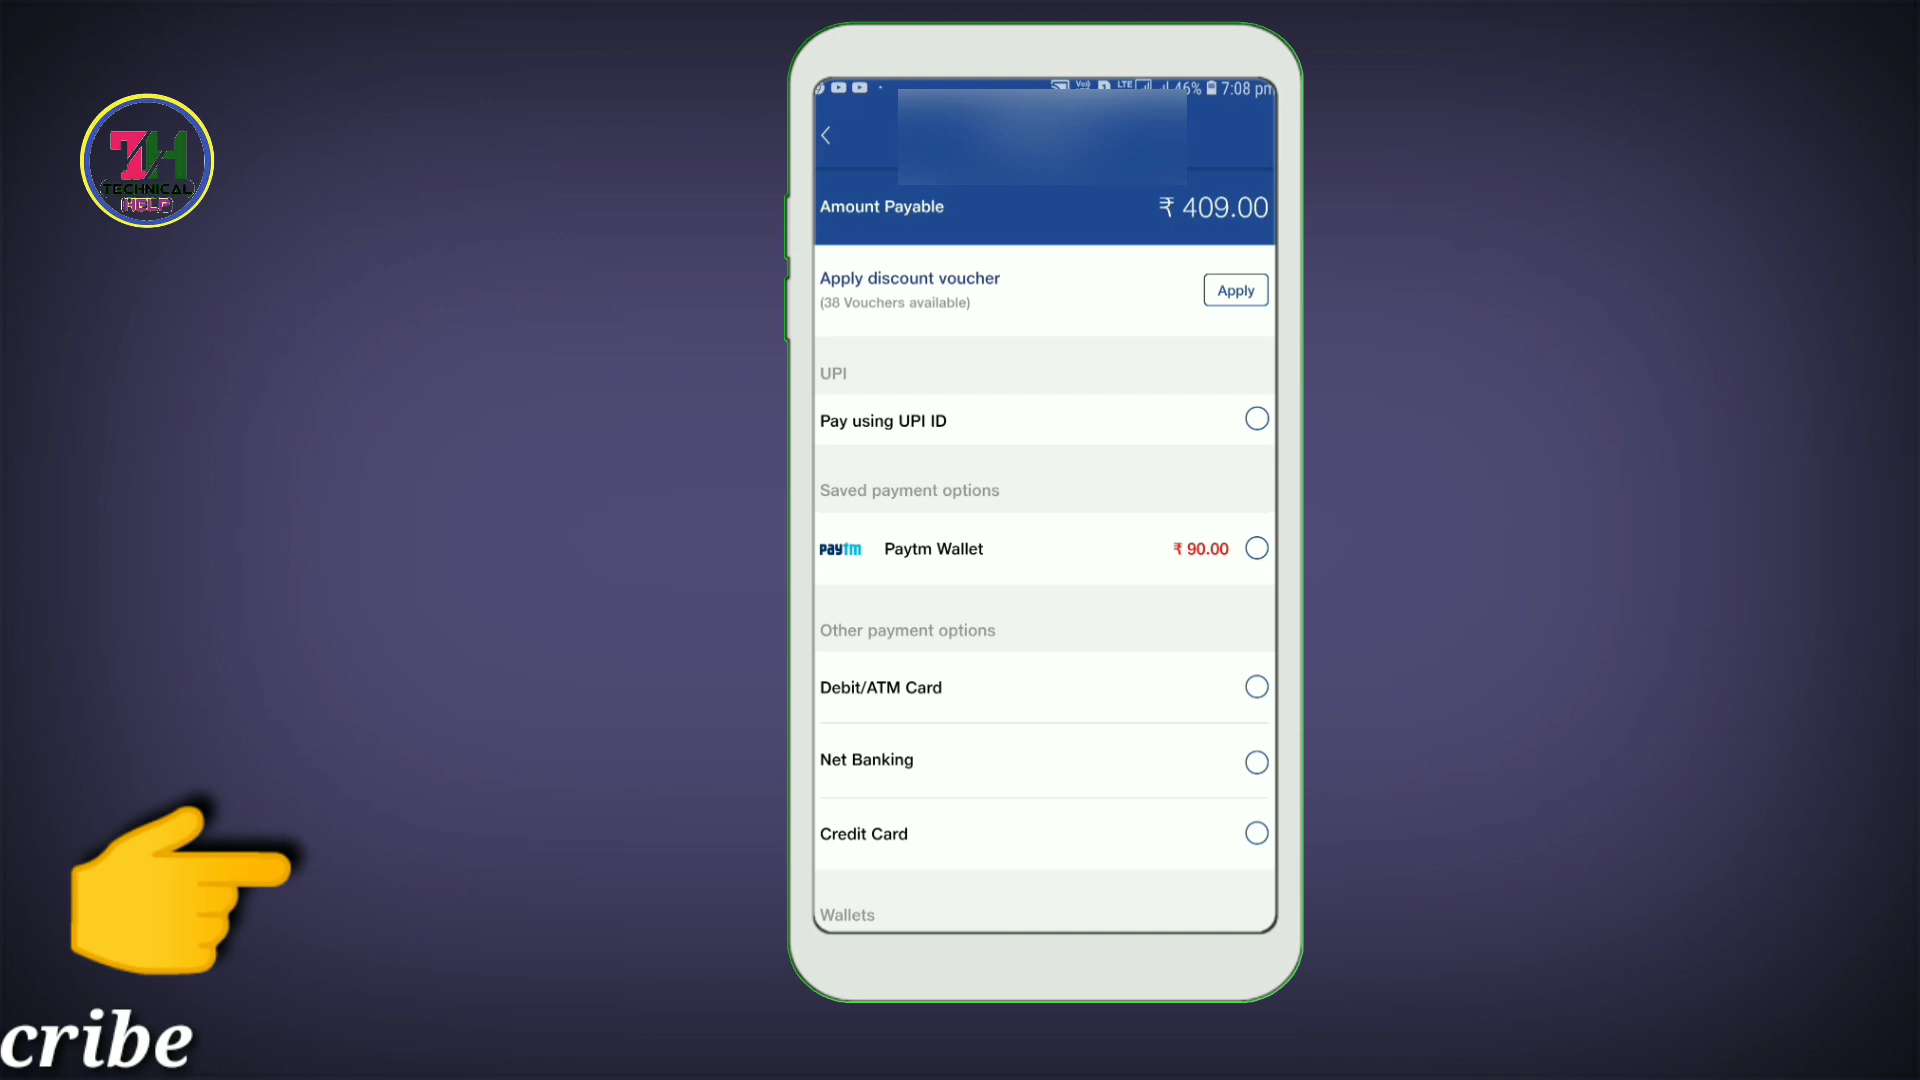 TH
TECHNICAL
HELP
46% 7:08 pm
Amount Payable ₹ 409.00
Apply discount voucher
(38 Vouchers available)
Apply
UPI
Pay using UPI ID
Saved payment options
paytm Paytm Wallet ₹ 90.00
Other payment options
Debit/ATM Card
Net Banking
Credit Card
Wallets
cribe